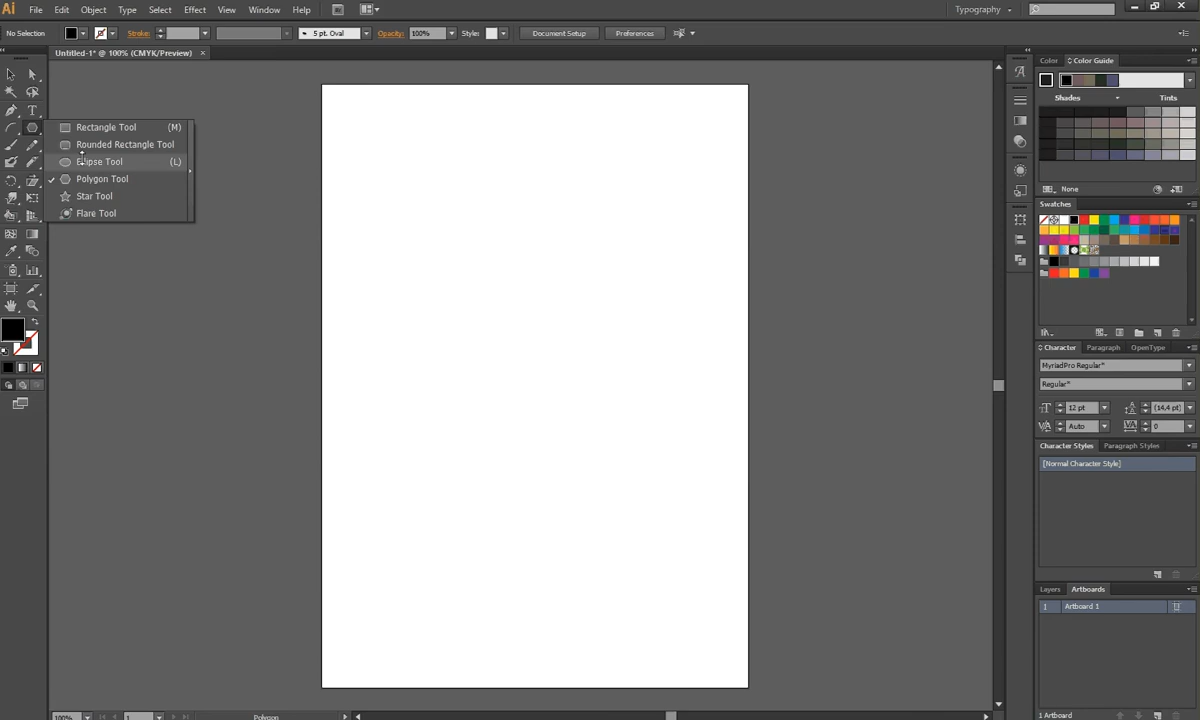 Ai File Edit Object Type Select Effect View Window Help Br Typography
No Selection Stroke: 5 pt. Oval Opacity: 100% Style: Document Setup Preferences
Untitled-1* @ 100% (CMYK/Preview) ×
Color Color Guide
Shades Tints
None
Rectangle Tool (M)
Rounded Rectangle Tool
Ellipse Tool (L)
Polygon Tool
Star Tool
Flare Tool
Swatches
Character Paragraph OpenType
MyriadPro Regular*
Regular*
12 pt (14,4 pt)
Auto 0
Character Styles Paragraph Styles
[Normal Character Style]
Layers Artboards
1 Artboard 1
100% 1 Polygon 1 Artboard